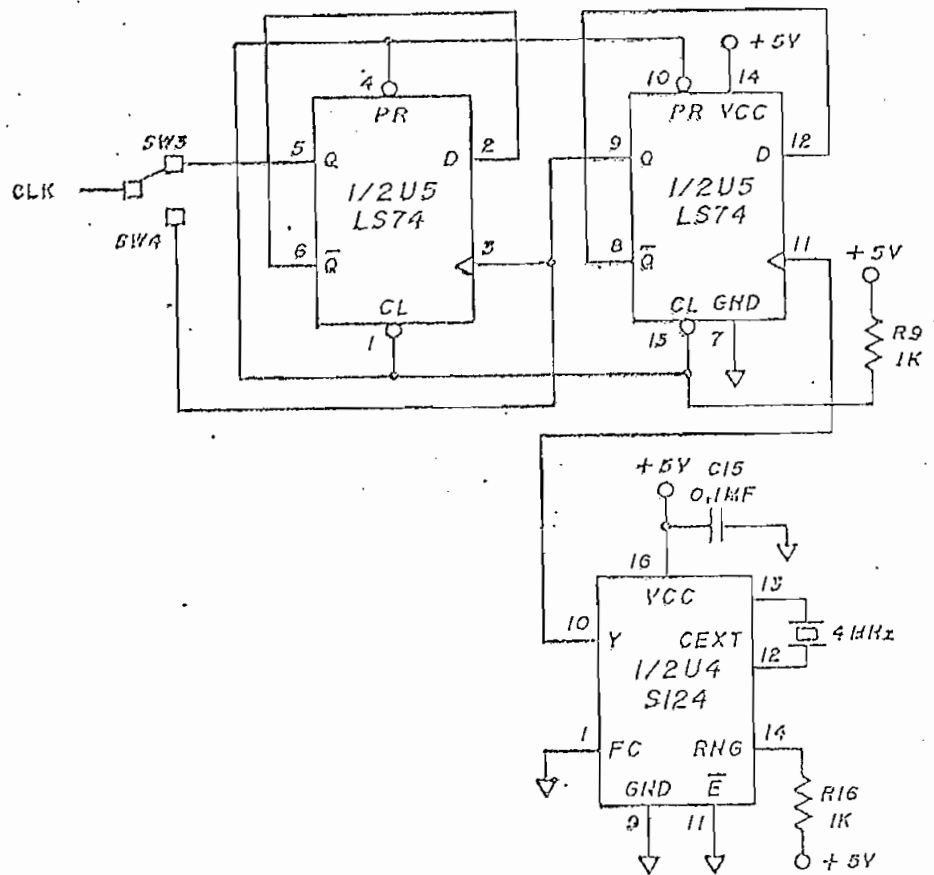 +5V
4
10
14
PR
PR VCC
SW3
5
Q
D
2
9
Q
D
12
CLK
1/2U5
LS74
1/2U5
LS74
SW4
6
Q̅
3
8
Q̅
11
+5V
CL
CL GND
1
13
7
R9
1K
+5V
C15
0.1MF
16
VCC
13
10
Y
CEXT
4MHz
12
1/2U4
S124
1
FC
RNG
14
GND
E̅
R16
1K
9
11
+5V